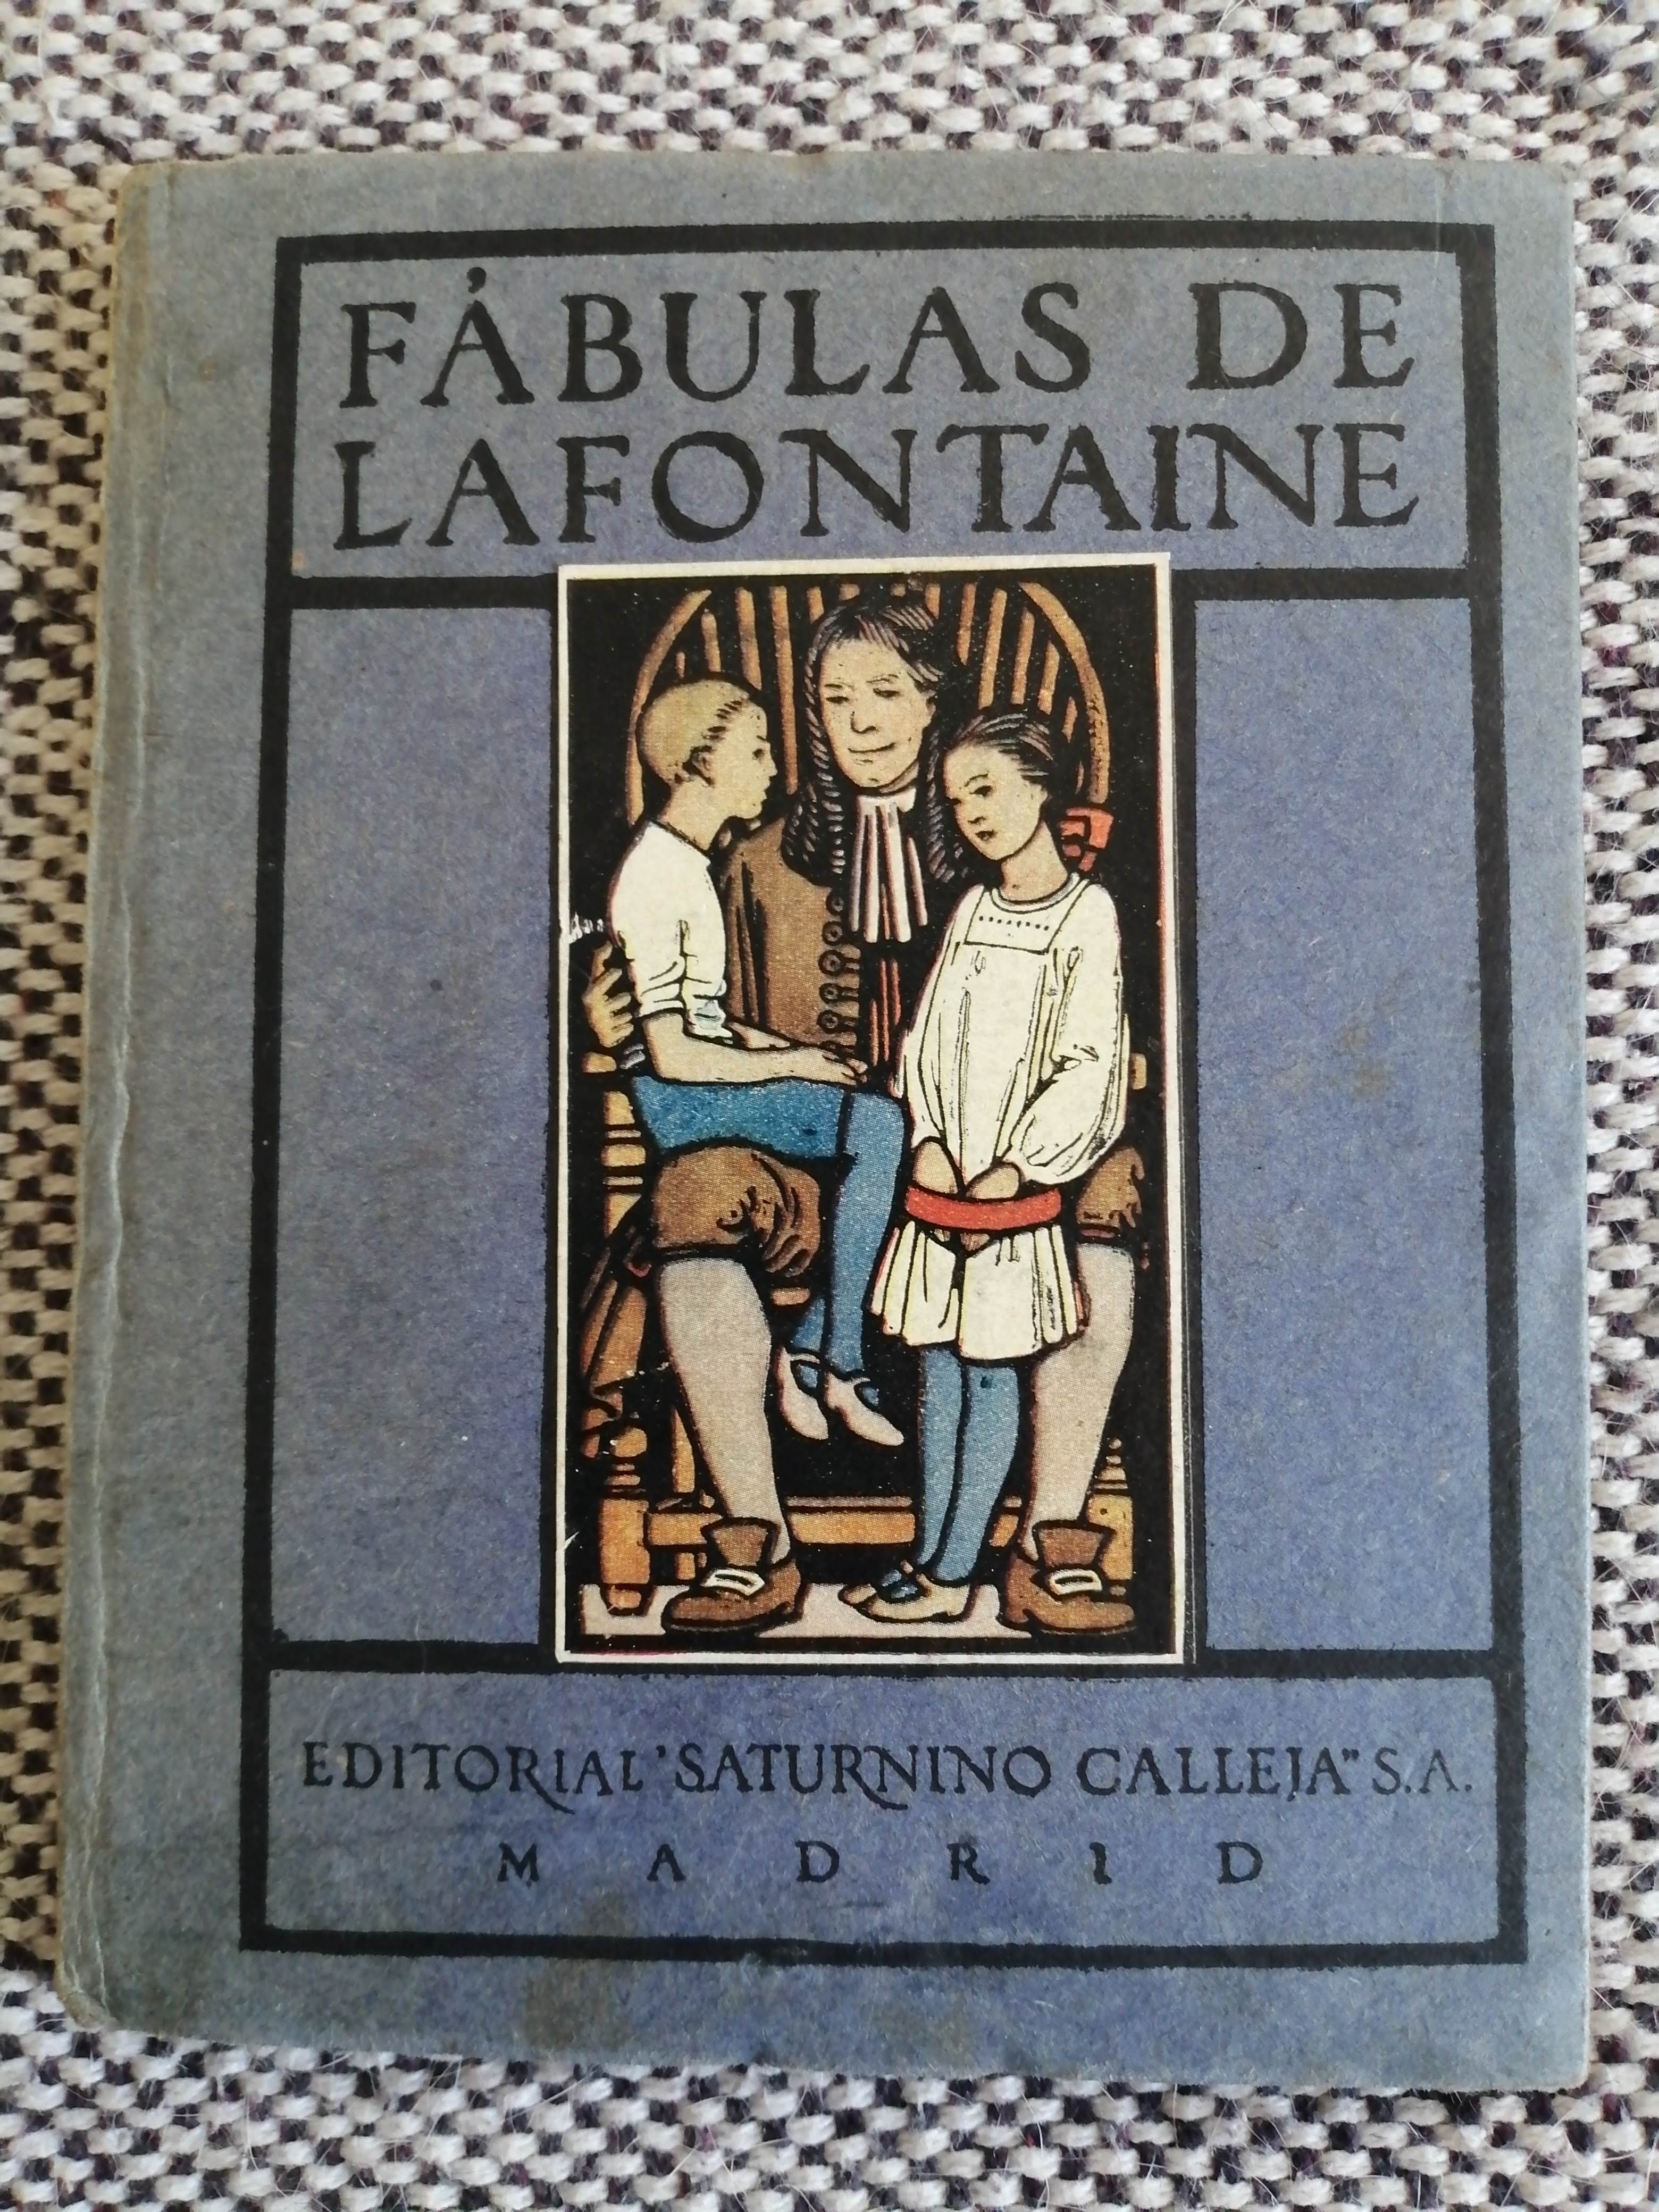 FÁBULAS DE
LAFONTAINE
EDITORIAL "SATURNINO CALLEJA" S.A.
MADRID